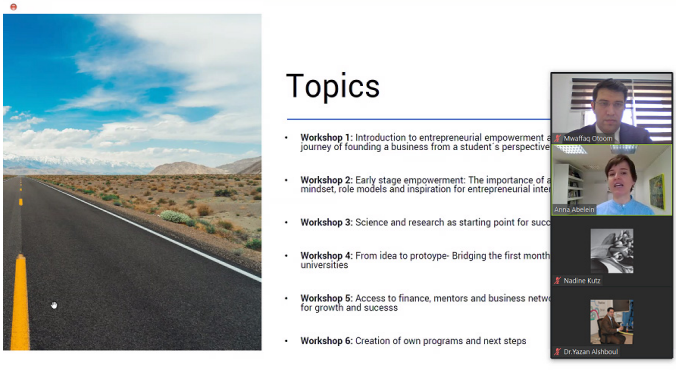 Topics
• Workshop 1: Introduction to entrepreneurial empowerment a
journey of founding a business from a student´s perspective
• Workshop 2: Early stage empowerment: The importance of a
mindset, role models and inspiration for entrepreneurial inter
• Workshop 3: Science and research as starting point for succ
• Workshop 4: From idea to protoype- Bridging the first month
universities
• Workshop 5: Access to finance, mentors and business netwo
for growth and sucesss
• Workshop 6: Creation of own programs and next steps
Mwaffaq Otoom
Anna Abelein
Nadine Kutz
Dr.Yazan Alshboul